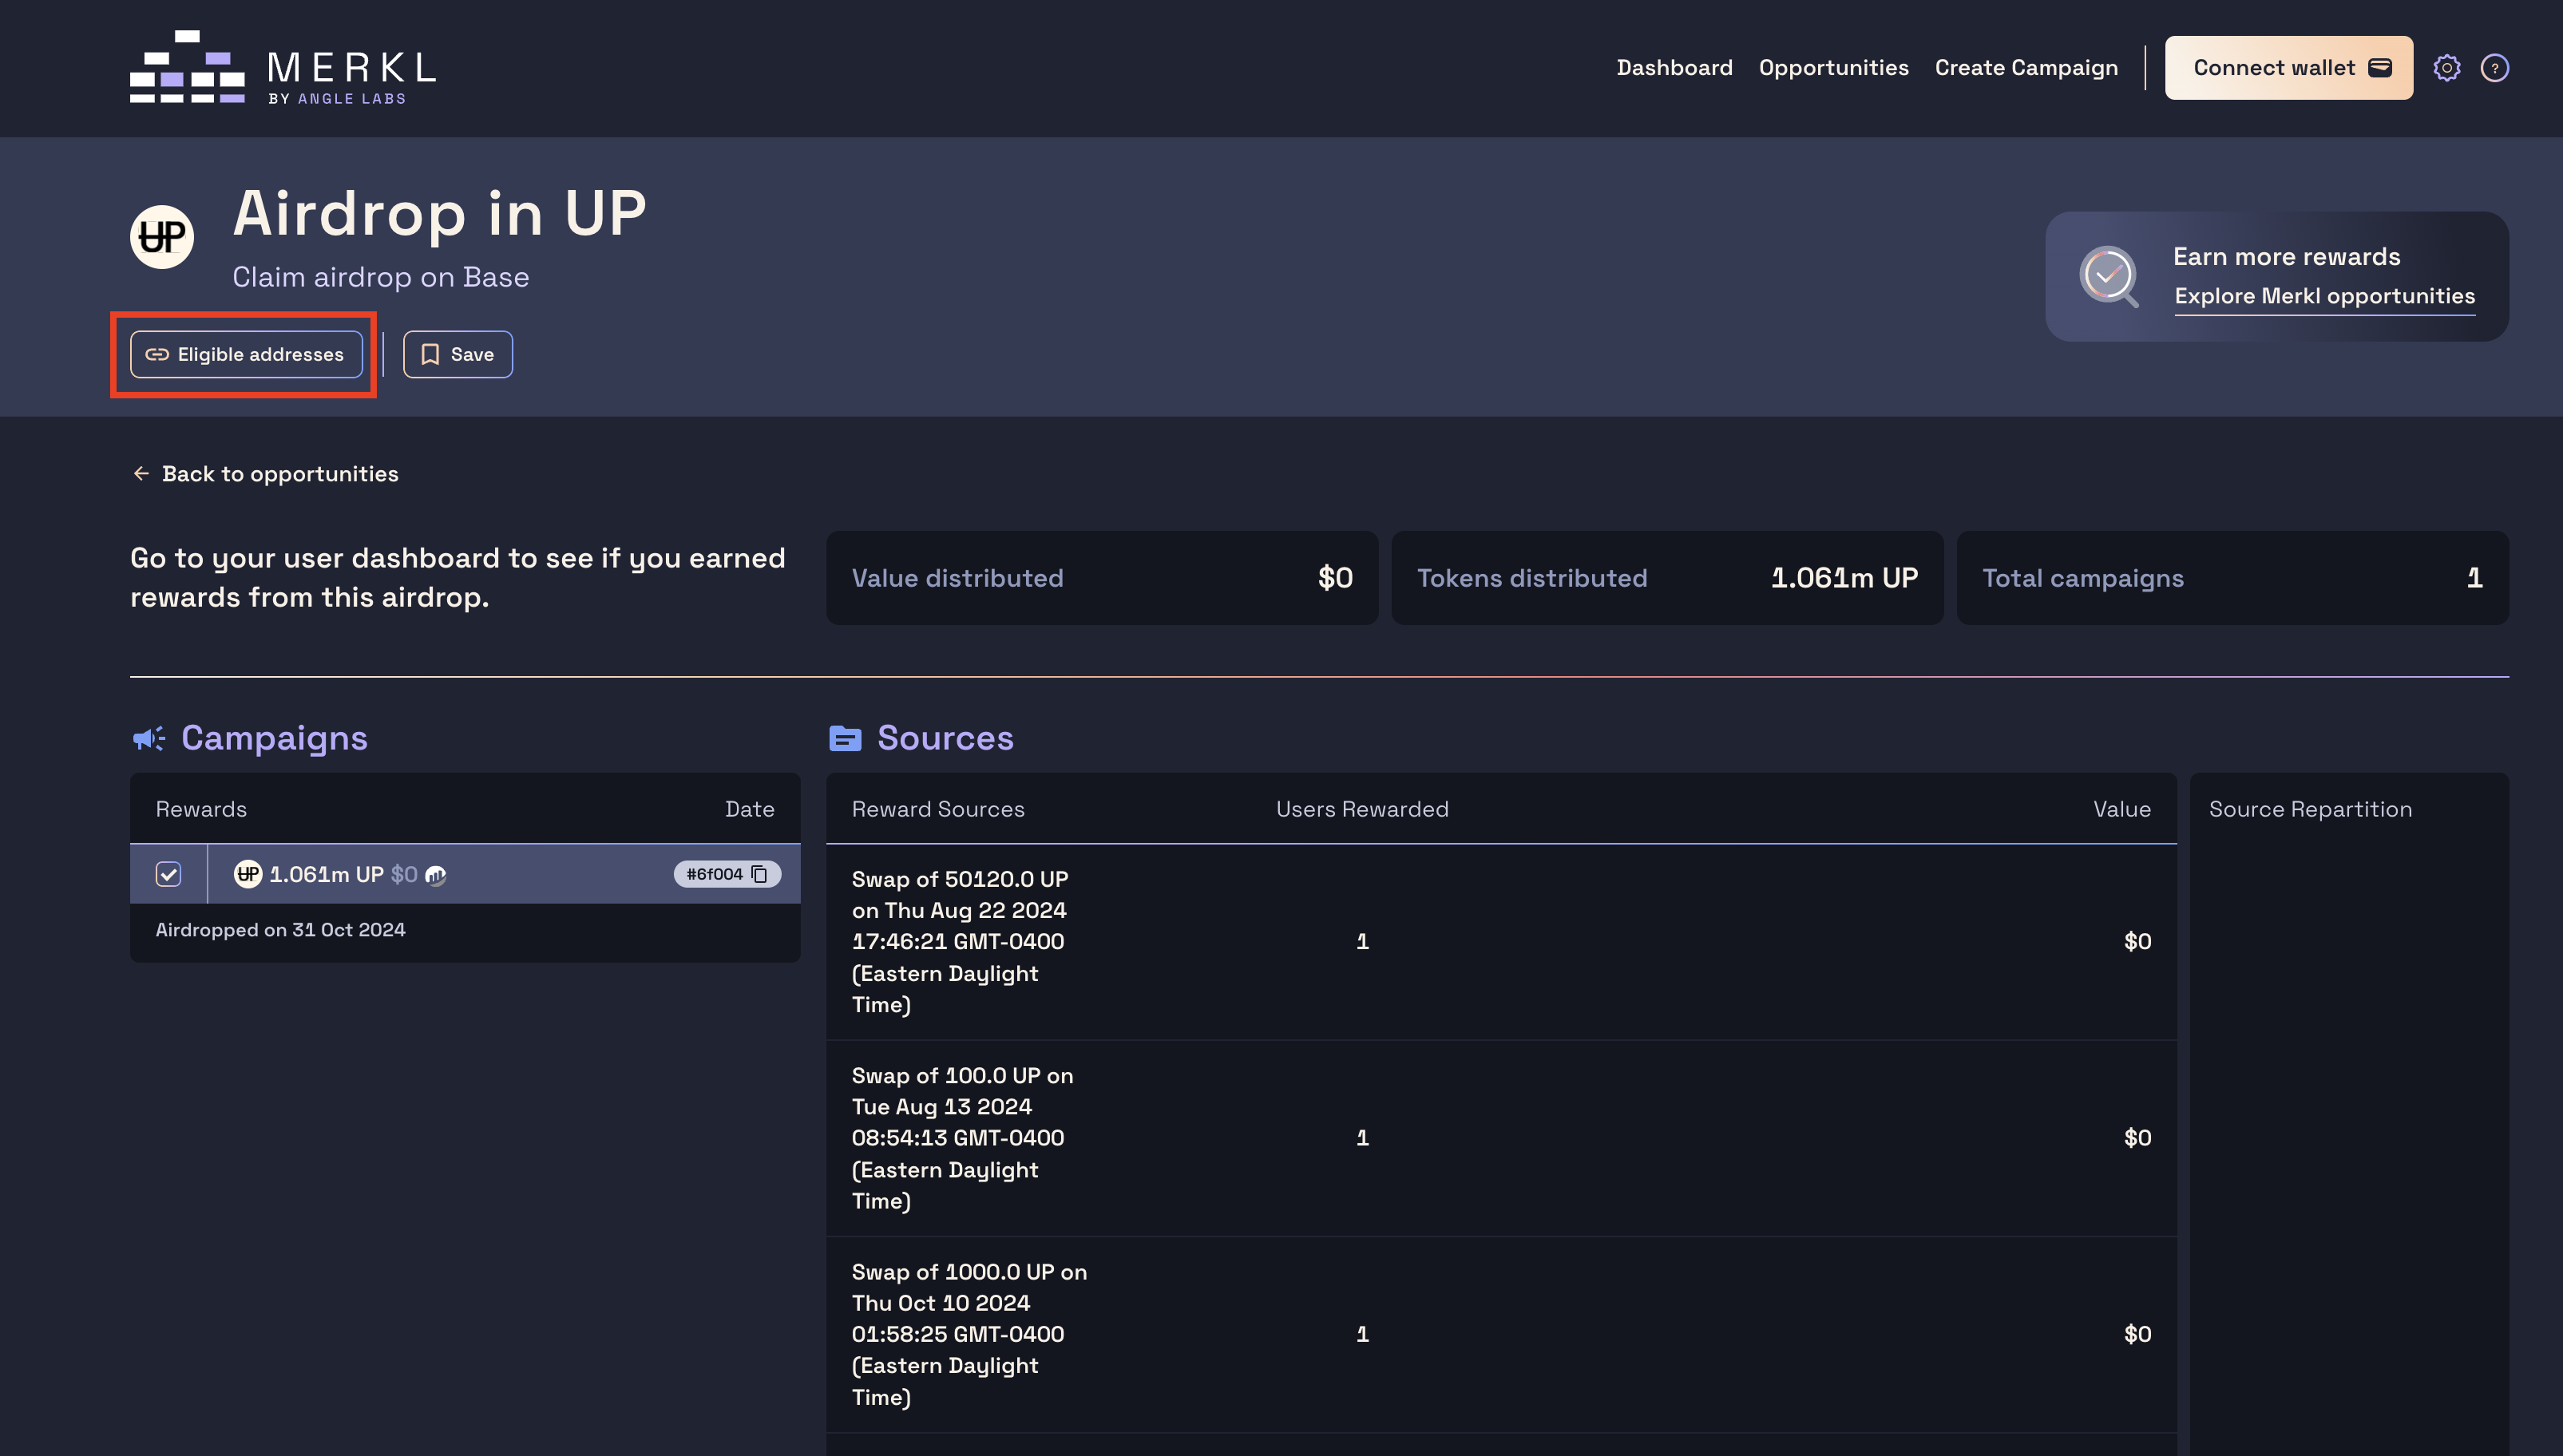 MERKL
BY ANGLE LABS
Dashboard
Opportunities
Create Campaign
Connect wallet
?
UP
Airdrop in UP
Claim airdrop on Base
Eligible addresses
Save
Earn more rewards
Explore Merkl opportunities
Back to opportunities
Go to your user dashboard to see if you earned
rewards from this airdrop.
Value distributed
$0
Tokens distributed
1.061m UP
Total campaigns
1
Campaigns
Rewards
Date
UP
1.061m UP $0
#6f004
Airdropped on 31 Oct 2024
Sources
Reward Sources
Users Rewarded
Value
Swap of 50120.0 UP
on Thu Aug 22 2024
17:46:21 GMT-0400
(Eastern Daylight
Time)
1
$0
Swap of 100.0 UP on
Tue Aug 13 2024
08:54:13 GMT-0400
(Eastern Daylight
Time)
1
$0
Swap of 1000.0 UP on
Thu Oct 10 2024
01:58:25 GMT-0400
(Eastern Daylight
Time)
1
$0
Source Repartition